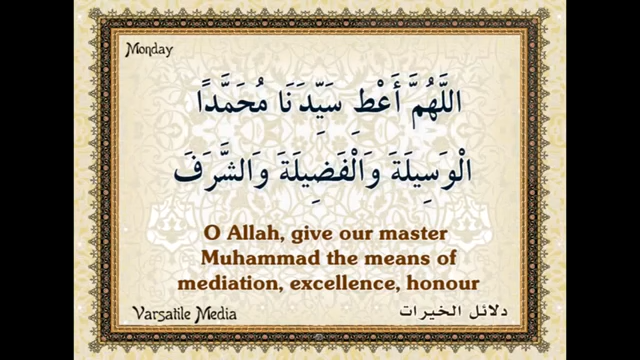 Monday
اللَّهُمَّ أَعْطِ سَيِّدَنَا مُحَمَّدًا
الْوَسِيلَةَ وَالْفَضِيلَةَ وَالشَّرَفَ
O Allah, give our master
Muhammad the means of
mediation, excellence, honour
Varsatile Media
دلائل الخيرات